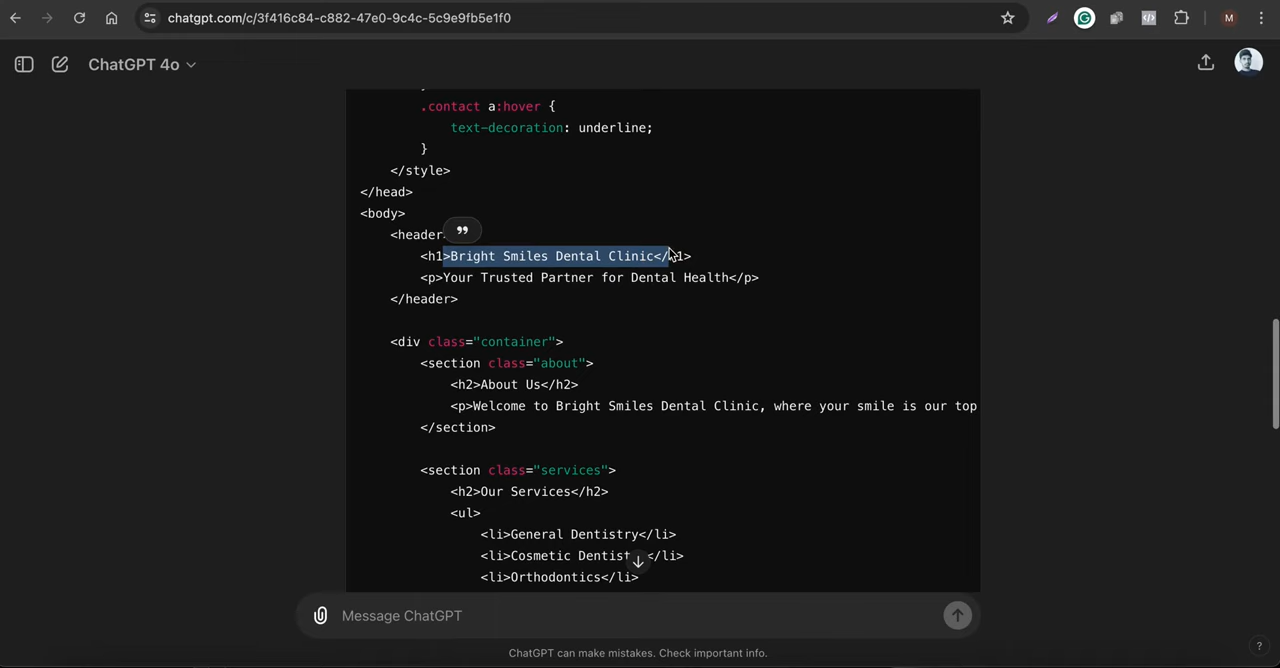 chatgpt.com/c/3f416c84-c882-47e0-9c4c-5c9e9fb5e1f0
M
ChatGPT 4o
.contact a:hover {
text-decoration: underline;
}
</style>
</head>
<body>
<header
<h1>Bright Smiles Dental Clinic</h1>
<p>Your Trusted Partner for Dental Health</p>
</header>
<div class="container">
<section class="about">
<h2>About Us</h2>
<p>Welcome to Bright Smiles Dental Clinic, where your smile is our top
</section>
<section class="services">
<h2>Our Services</h2>
<ul>
<li>General Dentistry</li>
<li>Cosmetic Dentist</li>
<li>Orthodontics</li>
Message ChatGPT
ChatGPT can make mistakes. Check important info.
?